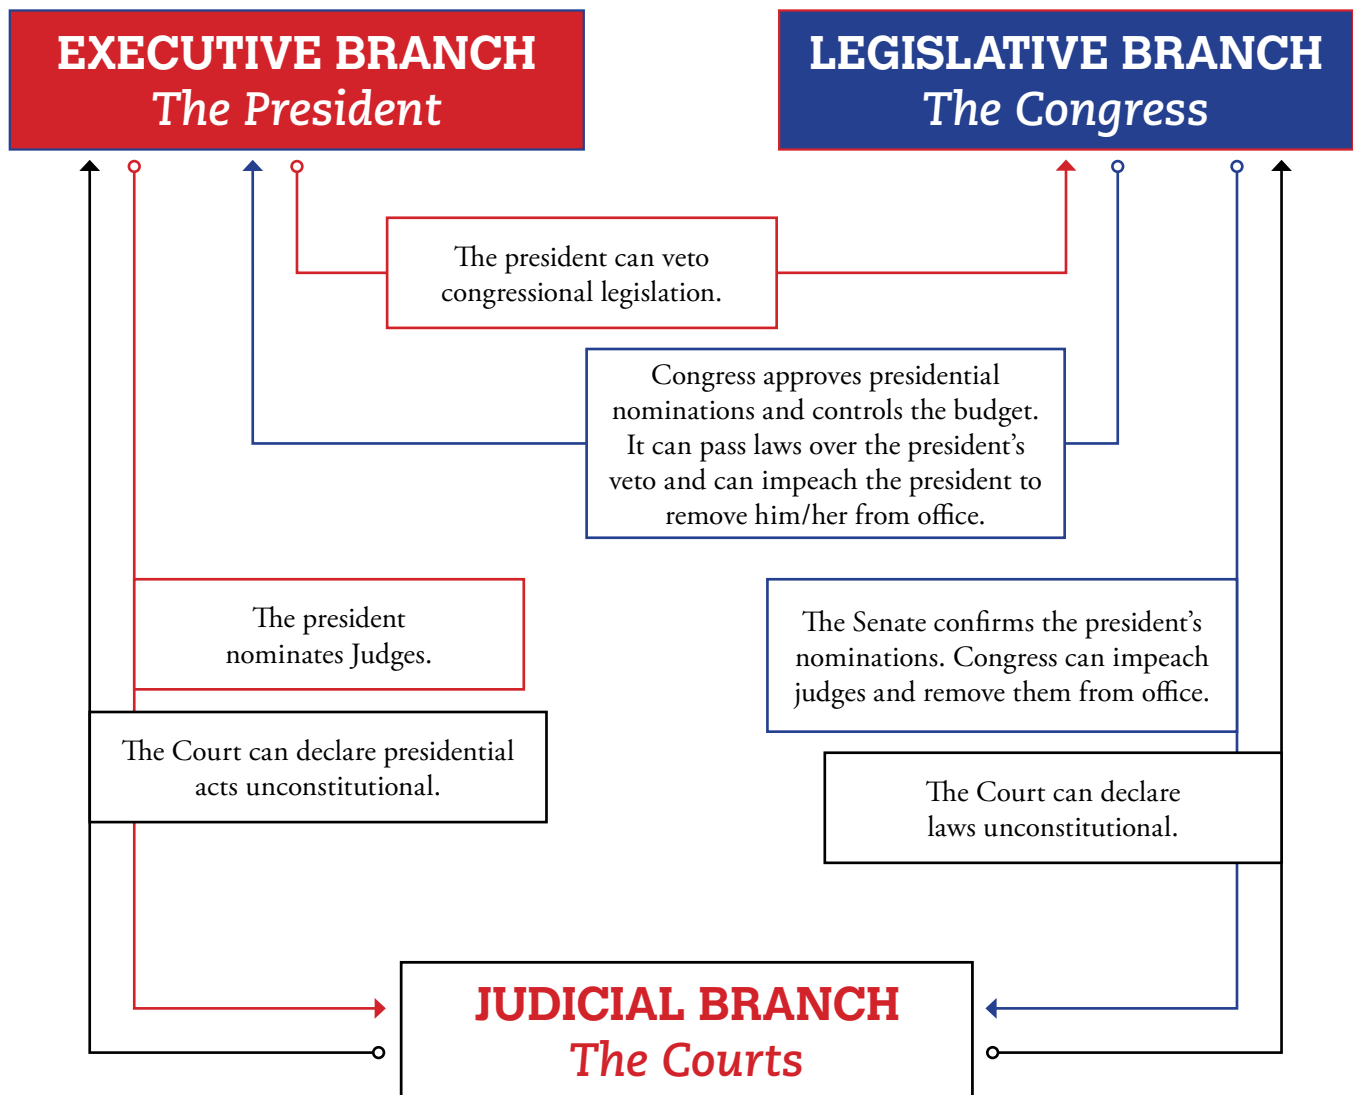 EXECUTIVE BRANCH
The President
LEGISLATIVE BRANCH
The Congress
The president can veto
congressional legislation.
Congress approves presidential
nominations and controls the budget.
It can pass laws over the president’s
veto and can impeach the president to
remove him/her from office.
The president
nominates Judges.
The Senate confirms the president’s
nominations. Congress can impeach
judges and remove them from office.
The Court can declare presidential
acts unconstitutional.
The Court can declare
laws unconstitutional.
JUDICIAL BRANCH
The Courts